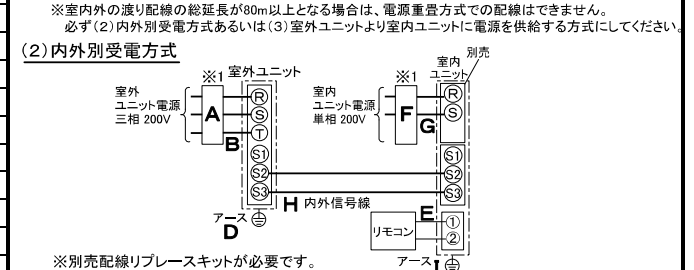 ※室内外の渡り配線の総延長が80m以上となる場合は、電源重畳方式での配線はできません。
必ず(2)内外別受電方式あるいは(3)室外ユニットより室内ユニットに電源を供給する方式にしてください。
(2)内外別受電方式
別売
※1 室外ユニット
※1 室内
ユニット
室外
ユニット電源
三相 200V
A
B
R
S
T
S1
S2
S3
室内
ユニット電源
単相 200V
F
G
R
S
S1
S2
S3
H 内外信号線
アース
D
リモコン
E
①
②
アース I
※別売配線リプレースキットが必要です。